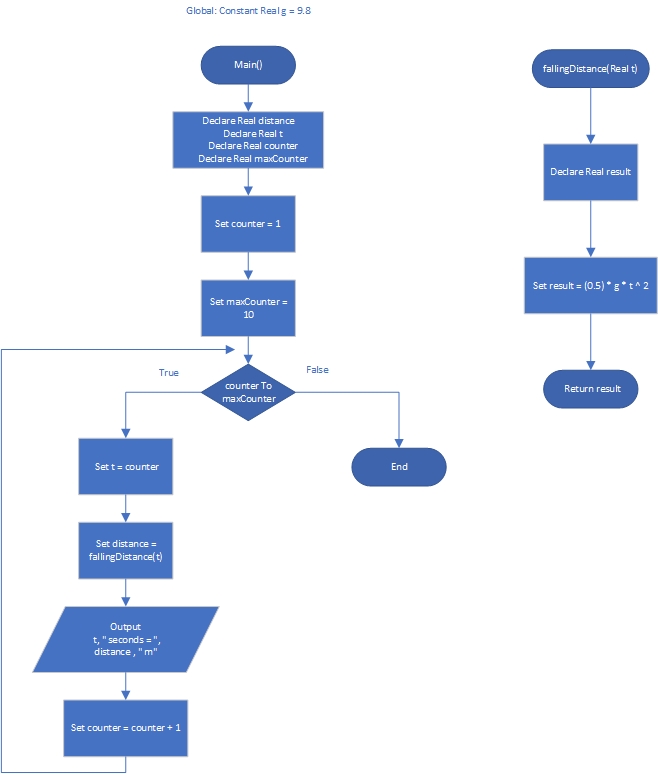 Global: Constant Real g = 9.8
Main()
Declare Real distance
Declare Real t
Declare Real counter
Declare Real maxCounter
Set counter = 1
Set maxCounter =
10
counter To
maxCounter
True
False
End
Set t = counter
Set distance =
fallingDistance(t)
Output
t, " seconds = ",
distance , " m"
Set counter = counter + 1
fallingDistance(Real t)
Declare Real result
Set result = (0.5) * g * t ^ 2
Return result